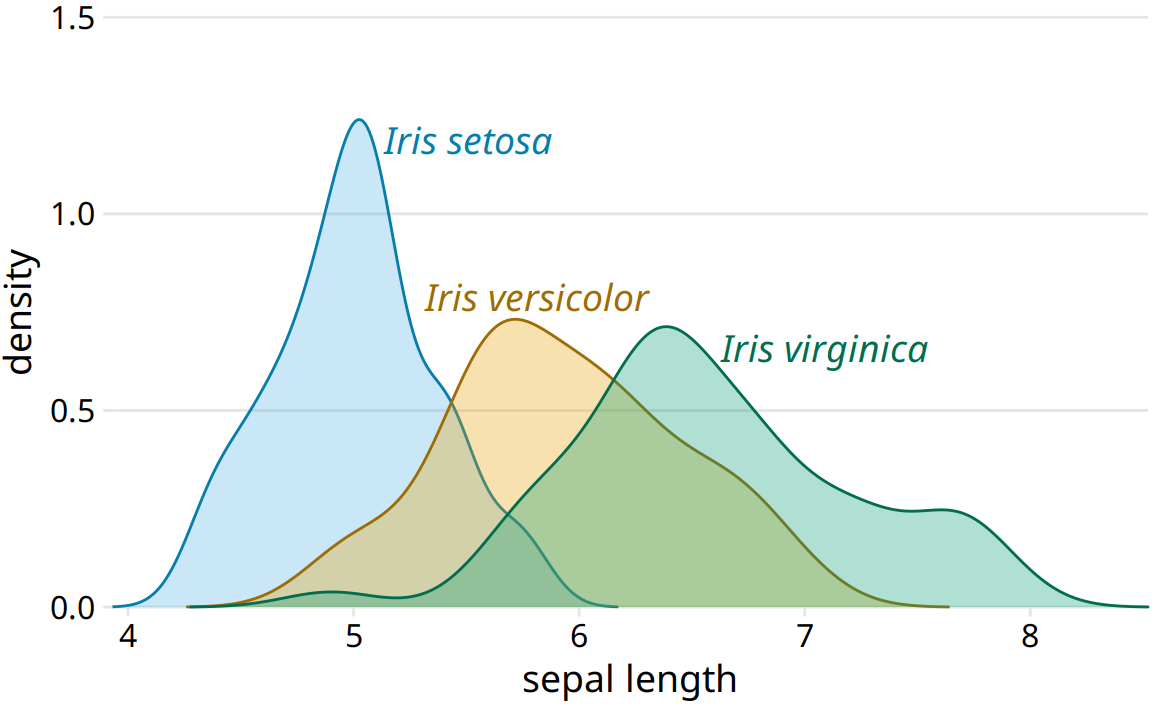 1.5
Iris setosa
1.0
Iris versicolor
Iris virginica
density
0.5
0.0
4 5 6 7 8
sepal length